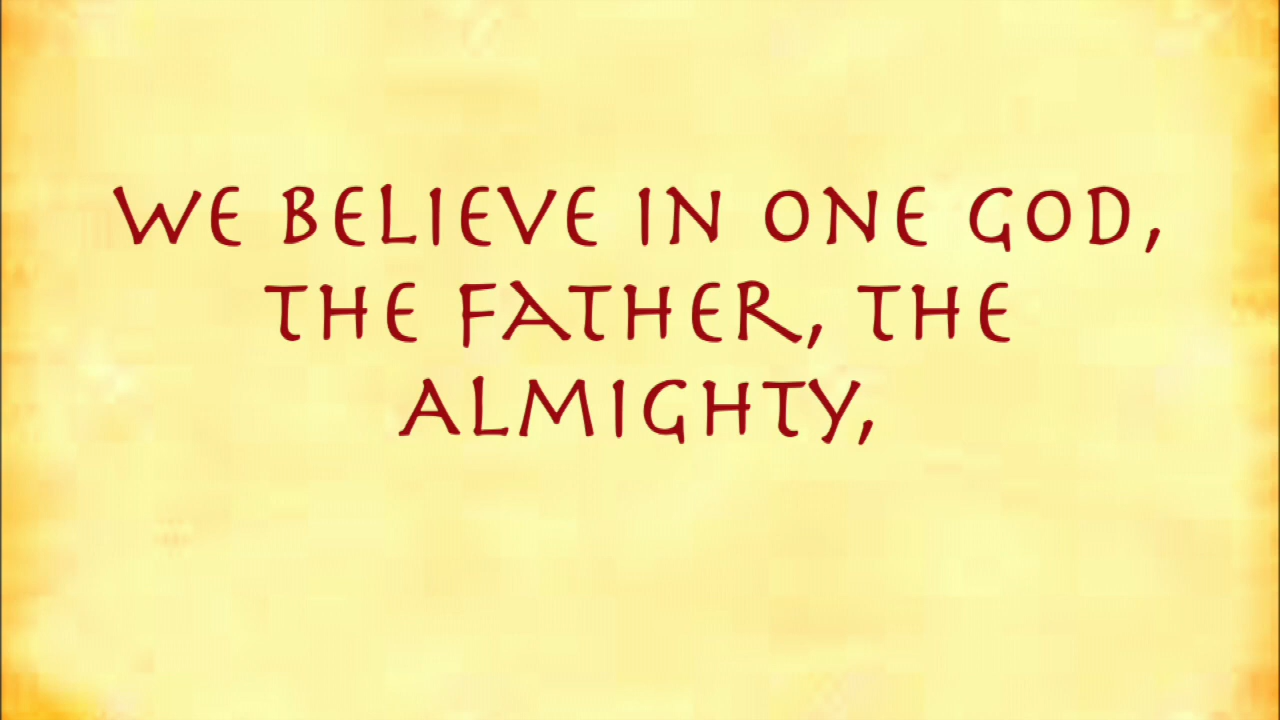 WE BELIEVE IN ONE GOD,
THE FATHER, THE
ALMIGHTY,